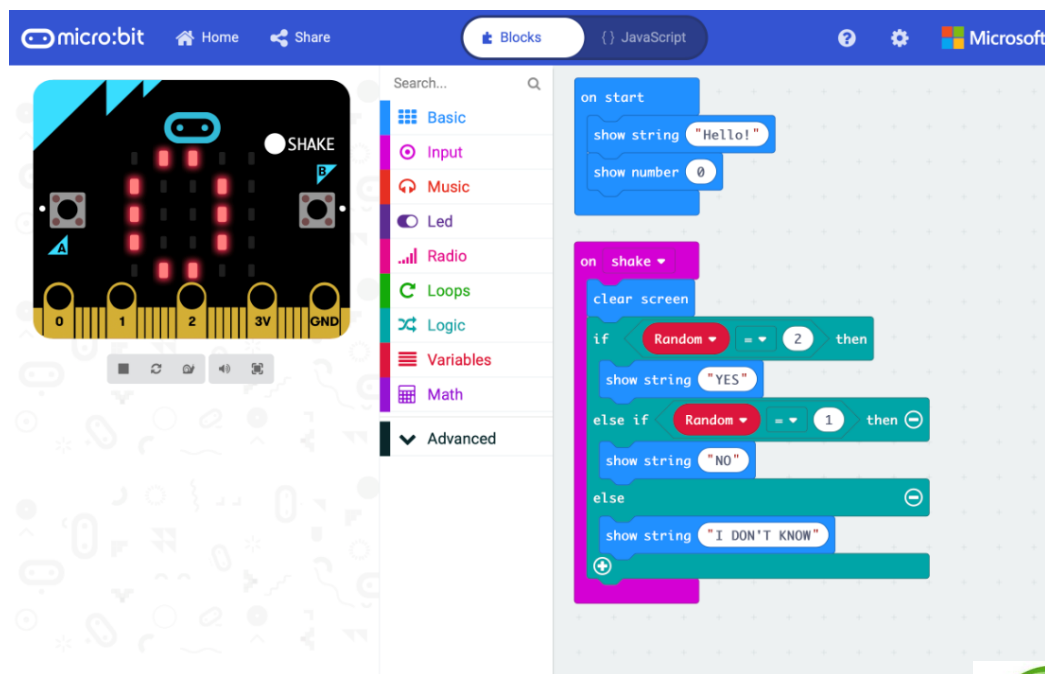 micro:bit Home Share Blocks {} JavaScript ? Microsoft
SHAKE
B
A
0 1 2 3V GND
Search...
Basic
Input
Music
Led
Radio
Loops
Logic
Variables
Math
Advanced
on start
show string "Hello!"
show number 0
on shake
clear screen
if Random = 2 then
show string "YES"
else if Random = 1 then
show string "NO"
else
show string "I DON'T KNOW"